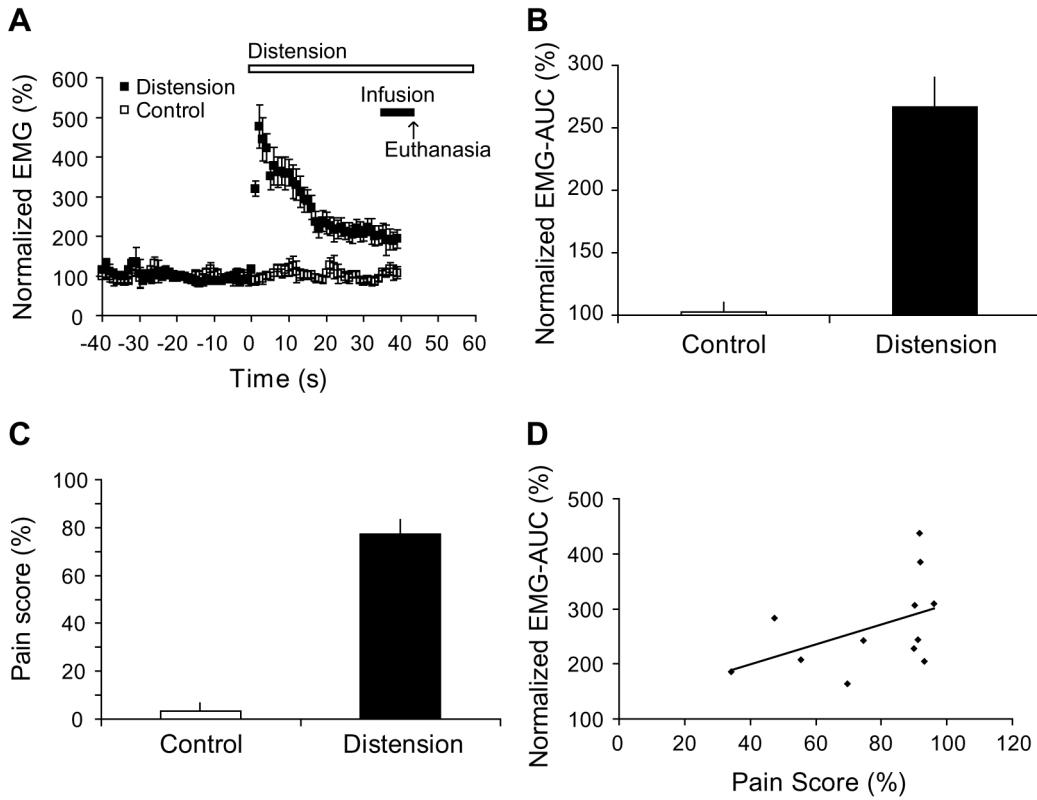 A
Distension
Distension
Control
Infusion
Euthanasia
Normalized EMG (%)
600
500
400
300
200
100
0
-40 -30 -20 -10 0 10 20 30 40 50 60
Time (s)
B
Normalized EMG-AUC (%)
300
250
200
150
100
Control Distension
C
Pain score (%)
100
80
60
40
20
0
Control Distension
D
Normalized EMG-AUC (%)
500
400
300
200
100
0 20 40 60 80 100 120
Pain Score (%)